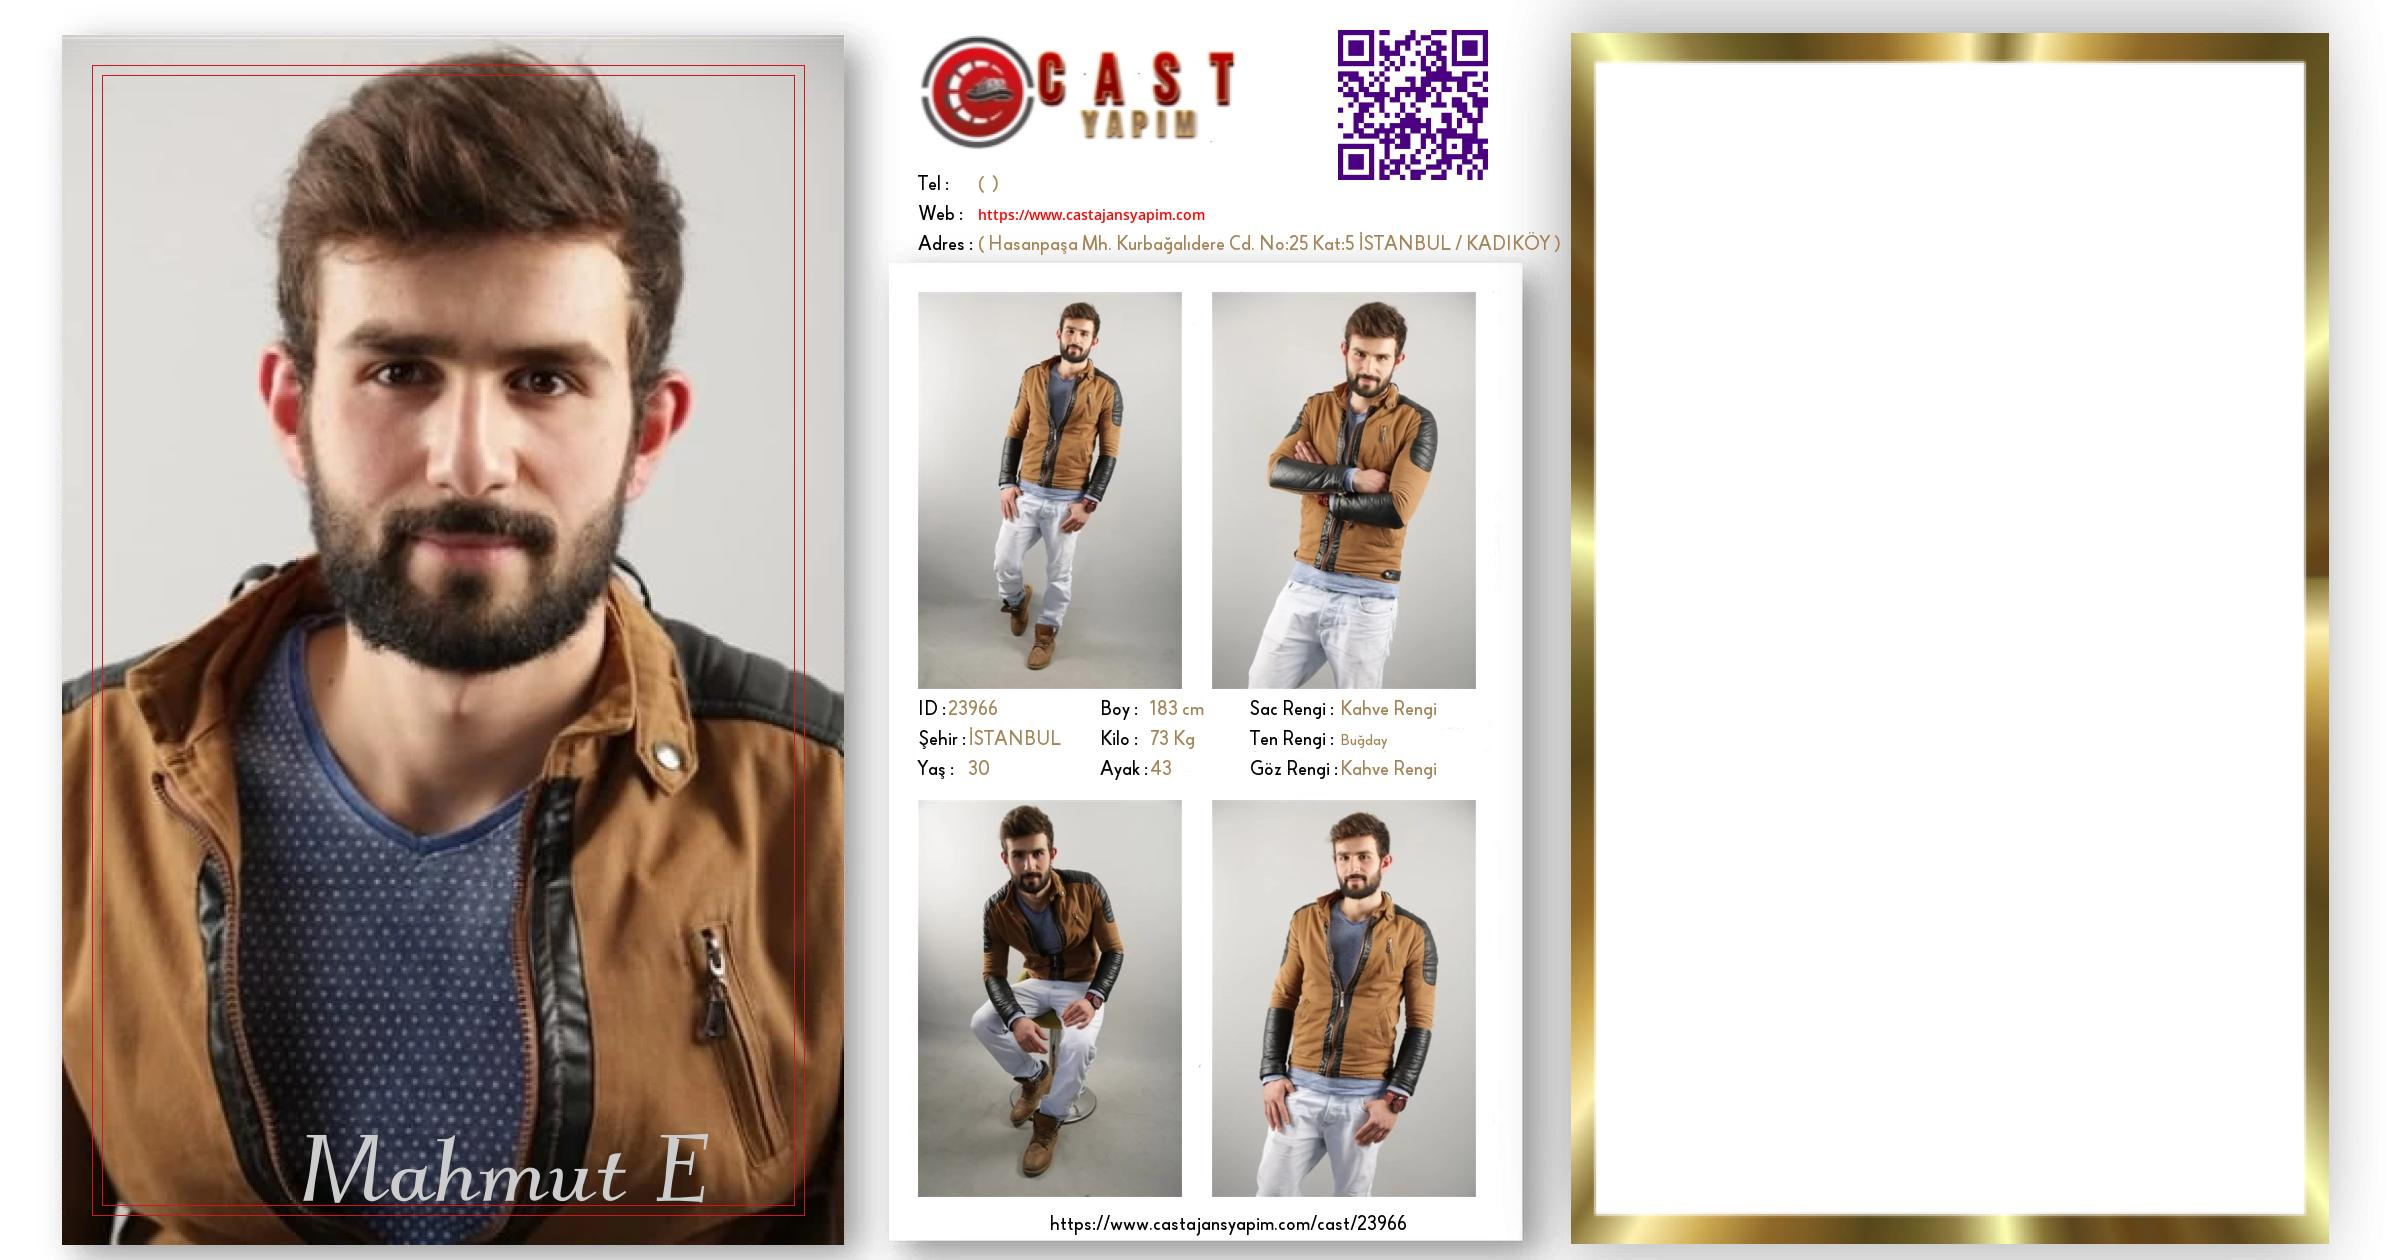 Mahmut E
CAST
YAPIM
Tel : ( )
Web : https://www.castajansyapim.com
Adres : ( Hasanpaşa Mh. Kurbağalıdere Cd. No:25 Kat:5 İSTANBUL / KADIKÖY )
ID : 23966 Boy : 183 cm Sac Rengi : Kahve Rengi
Şehir : İSTANBUL Kilo : 73 Kg Ten Rengi : Buğday
Yaş : 30 Ayak : 43 Göz Rengi : Kahve Rengi
https://www.castajansyapim.com/cast/23966